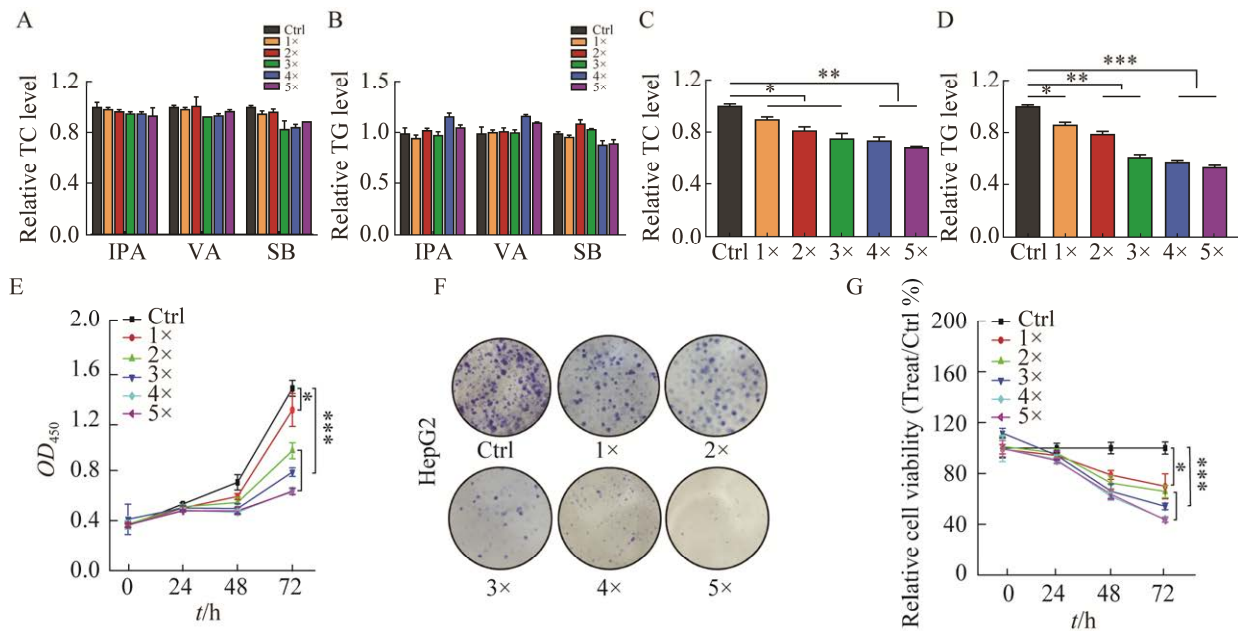 A
Ctrl
1×
2×
3×
4×
5×
Relative TC level
1.2
0.8
0.4
0.0
IPA VA SB
B
Ctrl
1×
2×
3×
4×
5×
Relative TG level
1.5
1.0
0.5
0.0
IPA VA SB
C
**
*
Relative TC level
1.2
0.8
0.4
0
Ctrl 1× 2× 3× 4× 5×
D
***
**
*
Relative TG level
1.2
0.8
0.4
0
Ctrl 1× 2× 3× 4× 5×
E
Ctrl
1×
2×
3×
4×
5×
OD450
2.0
1.6
1.2
0.8
0.4
0.0
*
***
0 24 48 72
t/h
F
HepG2
Ctrl 1× 2×
3× 4× 5×
G
Ctrl
1×
2×
3×
4×
5×
Relative cell viability (Treat/Ctrl %)
200
160
120
80
40
0
*
***
0 24 48 72
t/h